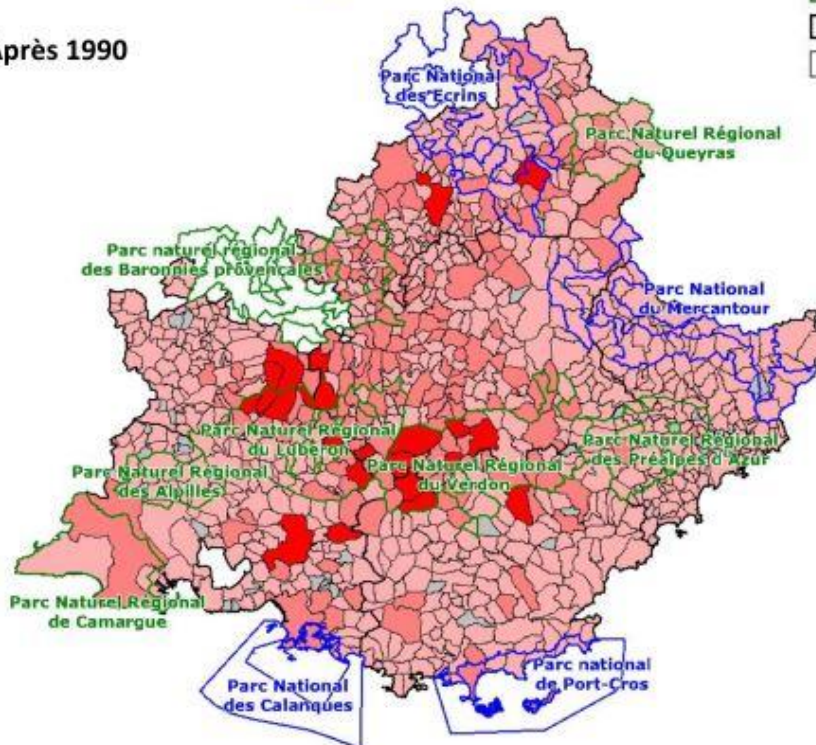 Après 1990
Parc National
des Ecrins
Parc Naturel Régional
du Queyras
Parc naturel régional
des Baronnies provençales
Parc National
du Mercantour
Parc Naturel Régional
du Luberon
Parc Naturel Régional
des Alpilles
Parc Naturel Régional
du Verdon
Parc Naturel Régional
des Préalpes d'Azur
Parc Naturel Régional
de Camargue
Parc National
des Calanques
Parc national
de Port-Cros